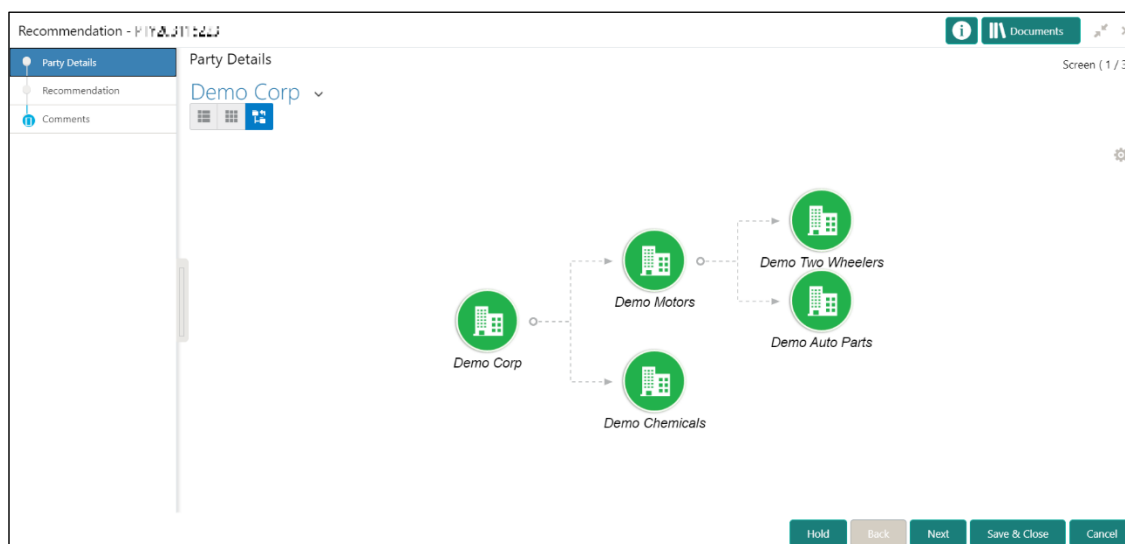 Recommendation -
Documents
Party Details
Recommendation
Comments
Party Details
Screen ( 1 / 3
Demo Corp
Demo Two Wheelers
Demo Motors
Demo Auto Parts
Demo Corp
Demo Chemicals
Hold
Back
Next
Save & Close
Cancel